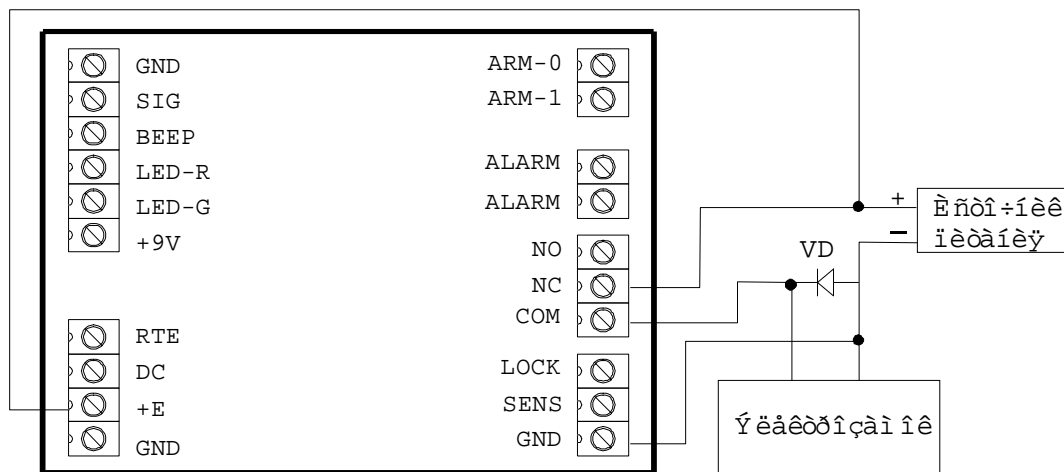 GND
SIG
BEEP
LED-R
LED-G
+9V
RTE
DC
+E
GND
ARM-0
ARM-1
ALARM
ALARM
NO
NC
COM
LOCK
SENS
GND
VD
+
−
Èñòî÷íèê
ïèòàíèÿ
Ýëåêòðîçàìîê